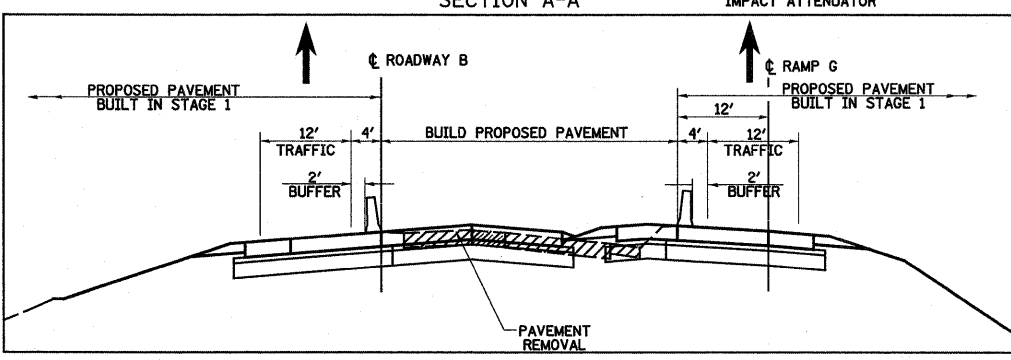 SECTION A-A
IMPACT ATTENUATOR
℄ ROADWAY B
℄ RAMP G
PROPOSED PAVEMENT
BUILT IN STAGE 1
PROPOSED PAVEMENT
BUILT IN STAGE 1
12'
12'
TRAFFIC
4'
BUILD PROPOSED PAVEMENT
4'
12'
TRAFFIC
2'
BUFFER
2'
BUFFER
PAVEMENT
REMOVAL